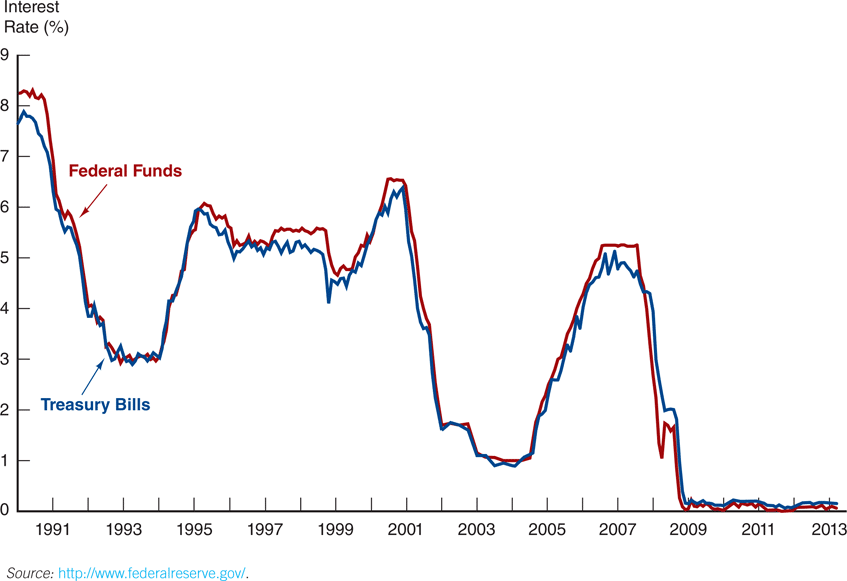 Interest
Rate (%)
9
8
7
6
5
4
3
2
1
0
Federal Funds
Treasury Bills
1991 1993 1995 1997 1999 2001 2003 2005 2007 2009 2011 2013
Source: http://www.federalreserve.gov/.